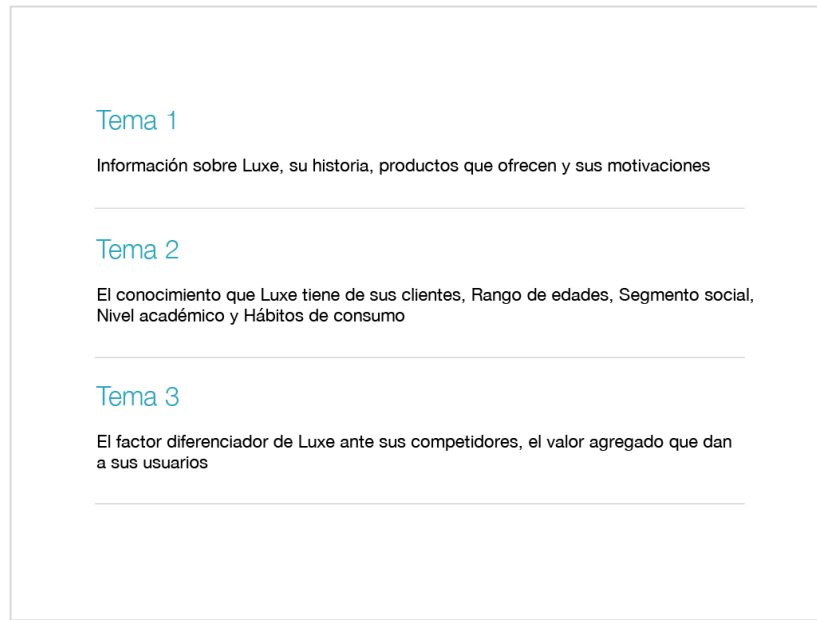 Tema 1
Información sobre Luxe, su historia, productos que ofrecen y sus motivaciones
Tema 2
El conocimiento que Luxe tiene de sus clientes, Rango de edades, Segmento social,
Nivel académico y Hábitos de consumo
Tema 3
El factor diferenciador de Luxe ante sus competidores, el valor agregado que dan
a sus usuarios